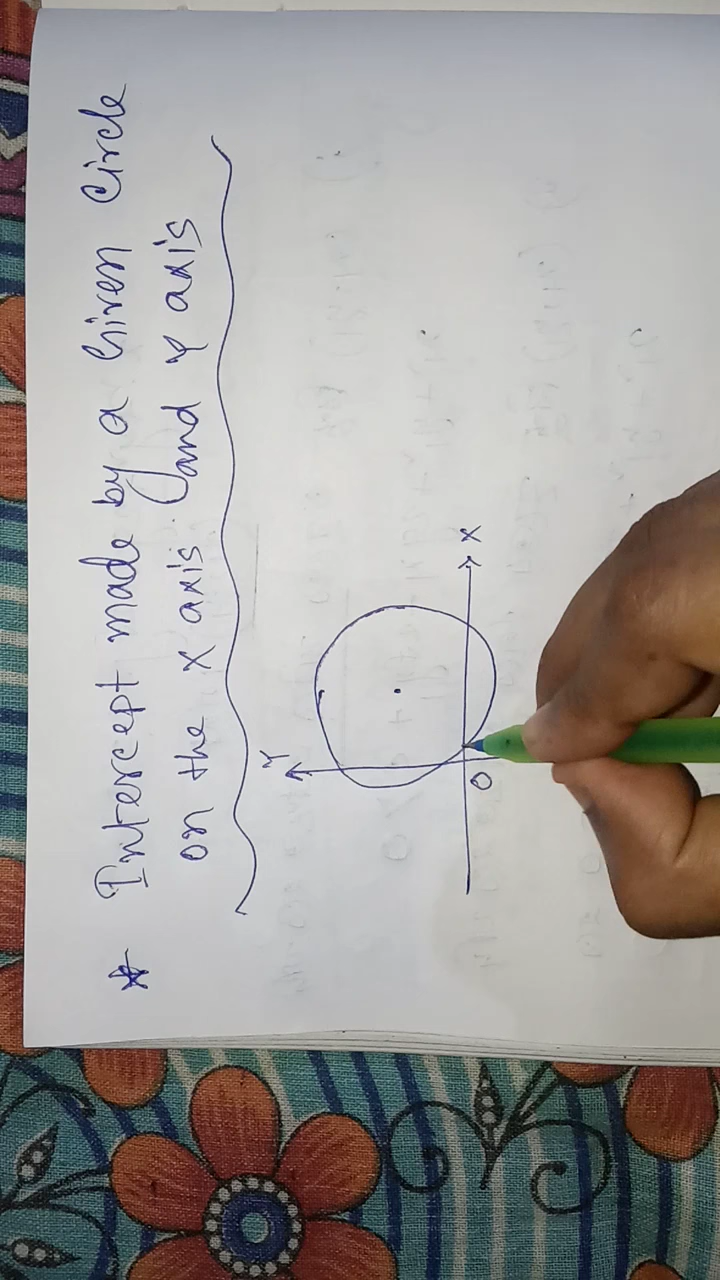 * Intercept made by a Given Circle
on the x axis. and y axis
Y
X
O